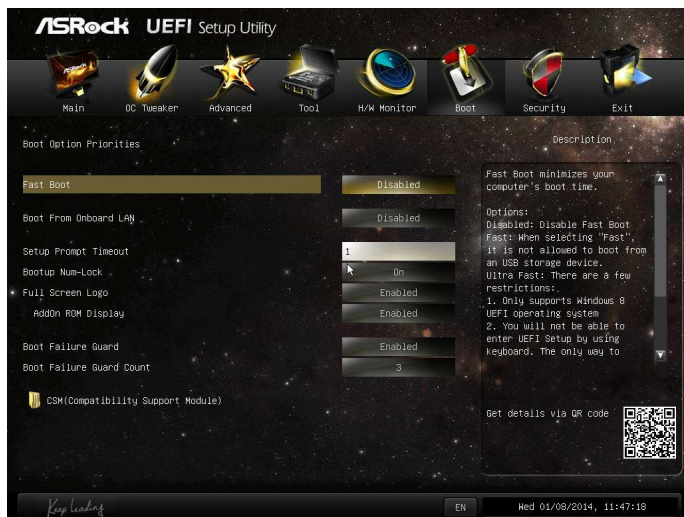 ASRock UEFI Setup Utility
Main OC Tweaker Advanced Tool H/W Monitor Boot Security Exit
Boot Option Priorities
Fast Boot Disabled
Boot From Onboard LAN Disabled
Setup Prompt Timeout 1
Bootup Num-Lock On
Full Screen Logo Enabled
AddOn ROM Display Enabled
Boot Failure Guard Enabled
Boot Failure Guard Count 3
CSM(Compatibility Support Module)
Description
Fast Boot minimizes your
computer's boot time.
Options:
Disabled: Disable Fast Boot
Fast: When selecting "Fast",
it is not allowed to boot from
an USB storage device.
Ultra Fast: There are a few
restrictions:
1. Only supports Windows 8
UEFI operating system
2. You will not be able to
enter UEFI Setup by using
keyboard. The only way to
Get details via QR code
Keep Leading
EN Wed 01/08/2014, 11:47:18